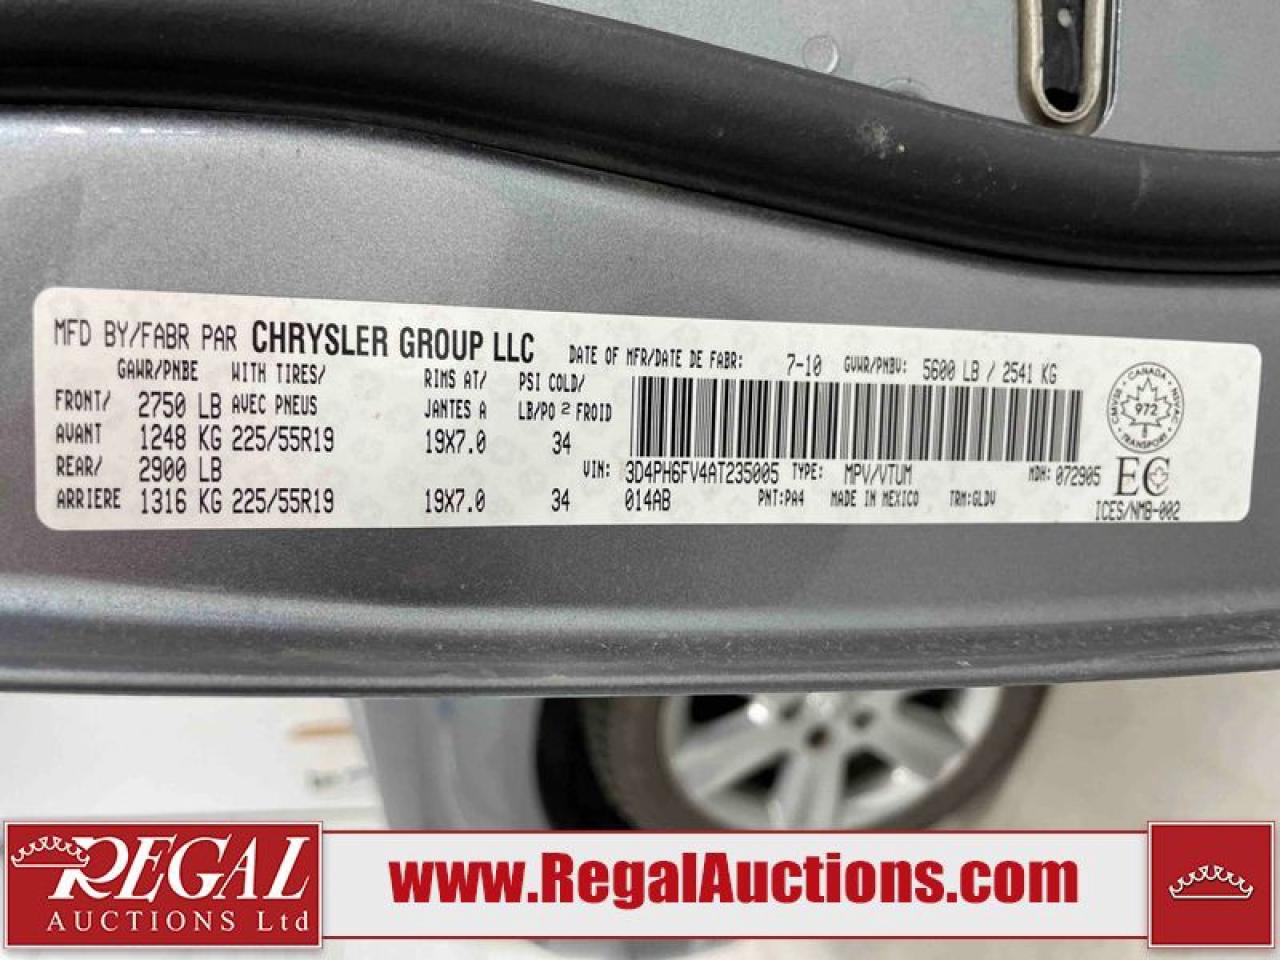 MFD BY/FABR PAR CHRYSLER GROUP LLC DATE OF MFR/DATE DE FABR: 7-10 GVWR/PNBV: 5600 LB / 2541 KG
GAWR/PNBE WITH TIRES/ RIMS AT/ PSI COLD/
FRONT/ 2750 LB AVEC PNEUS JANTES A LB/PO 2 FROID
AVANT 1248 KG 225/55R19 19X7.0 34
REAR/ 2900 LB VIN: 3D4PH6FV4AT235005 TYPE: MPV/VTUM MDH: 072905
ARRIERE 1316 KG 225/55R19 19X7.0 34 014AB PNT:PA4 MADE IN MEXICO TRM:GLDV
CANADA
CMVSS NSVAC
972
TRANSPORT
EC
ICES/NMB-002
REGAL
AUCTIONS Ltd
www.RegalAuctions.com